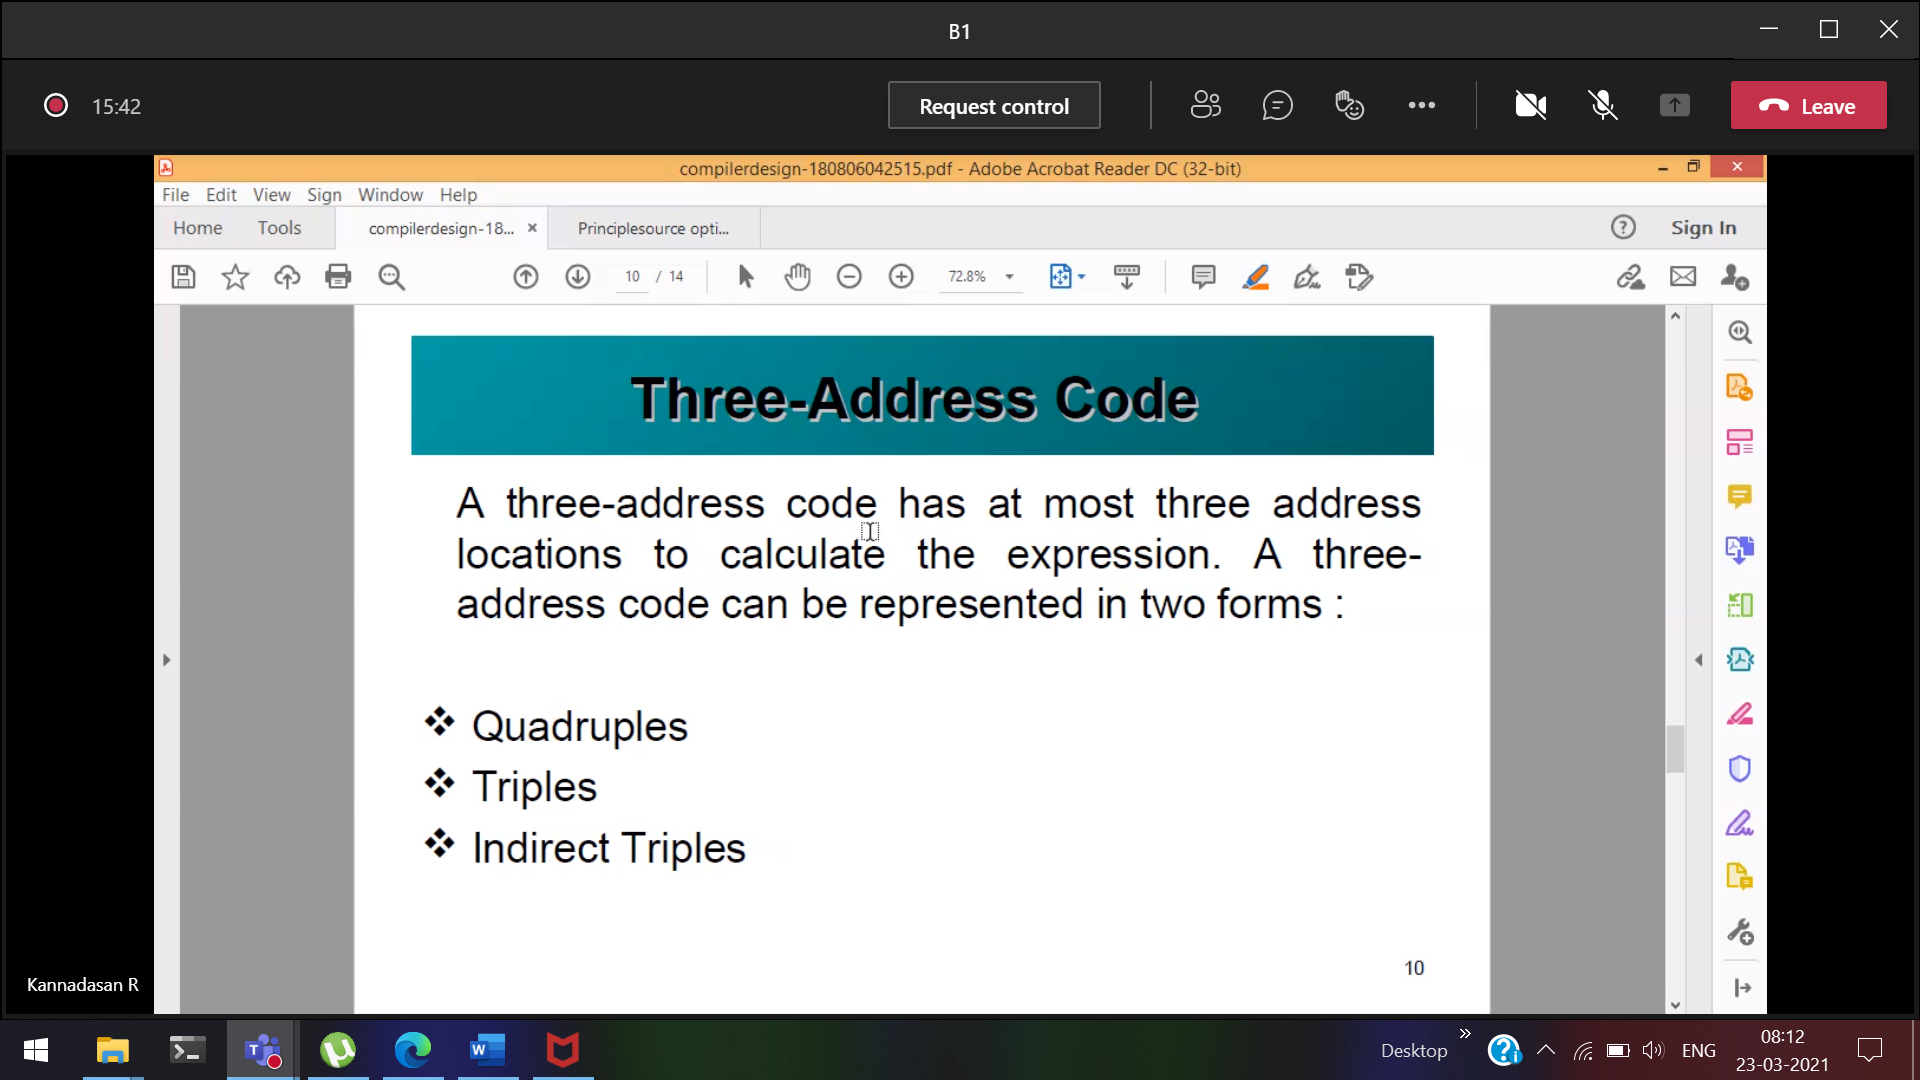 B1
15:42
Request control
Leave
compilerdesign-180806042515.pdf - Adobe Acrobat Reader DC (32-bit)
File Edit View Sign Window Help
Home Tools compilerdesign-18... × Principlesource opti... Sign In
10 / 14 72.8%
Three-Address Code
A three-address code has at most three address
locations to calculate the expression. A three-
address code can be represented in two forms :
❖ Quadruples
❖ Triples
❖ Indirect Triples
10
Kannadasan R
Desktop » ENG 08:12
23-03-2021